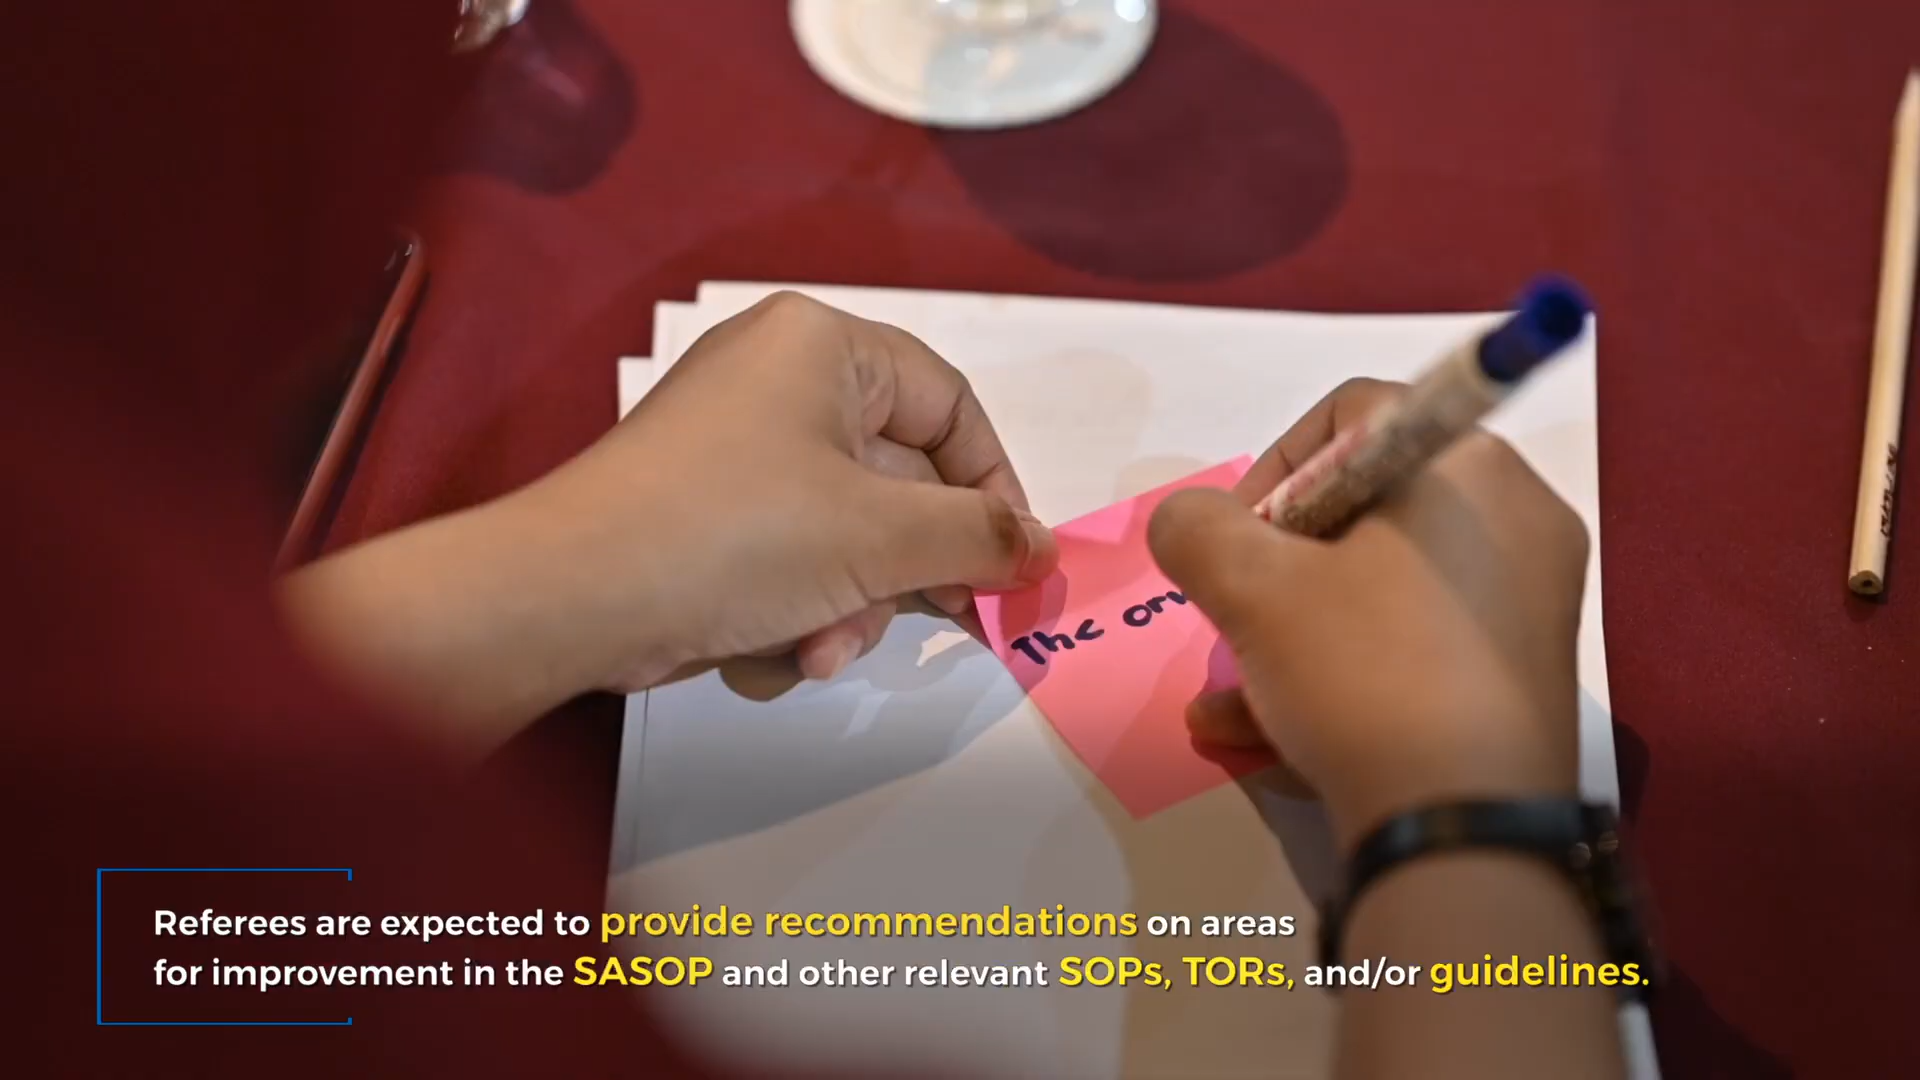 The
Referees are expected to provide recommendations on areas
for improvement in the SASOP and other relevant SOPs, TORs, and/or guidelines.